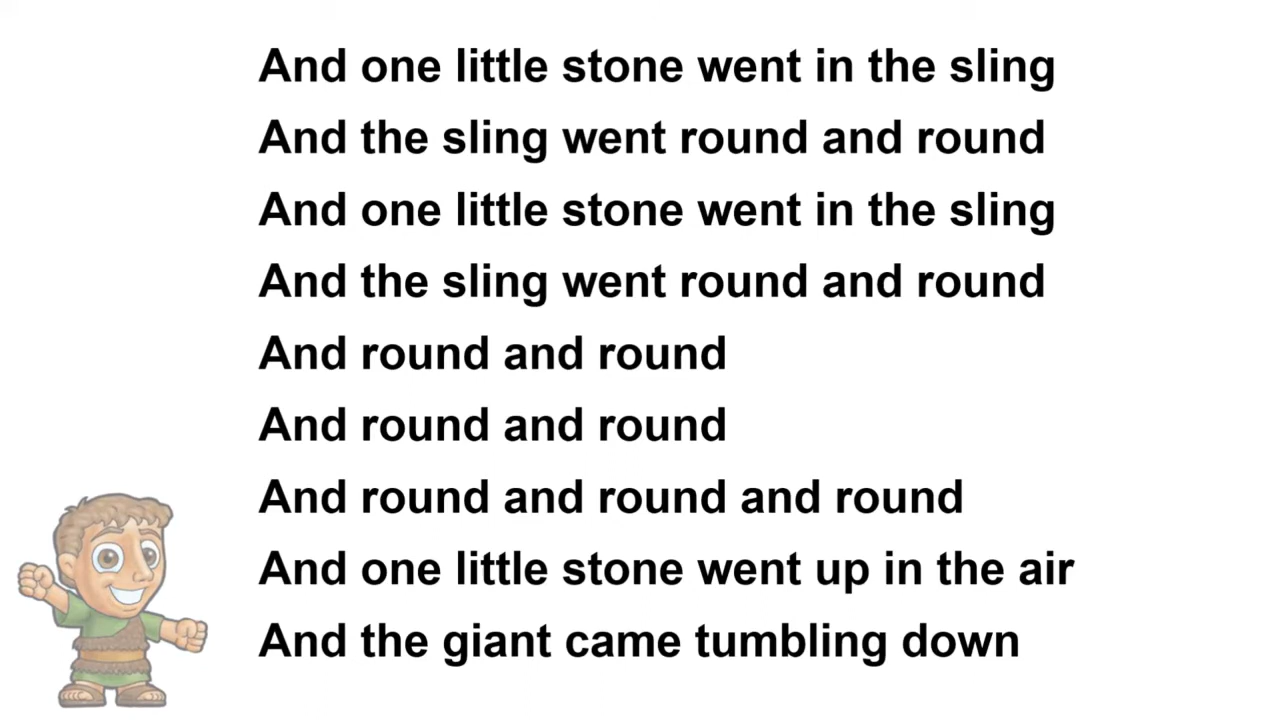 And one little stone went in the sling
And the sling went round and round
And one little stone went in the sling
And the sling went round and round
And round and round
And round and round
And round and round and round
And one little stone went up in the air
And the giant came tumbling down